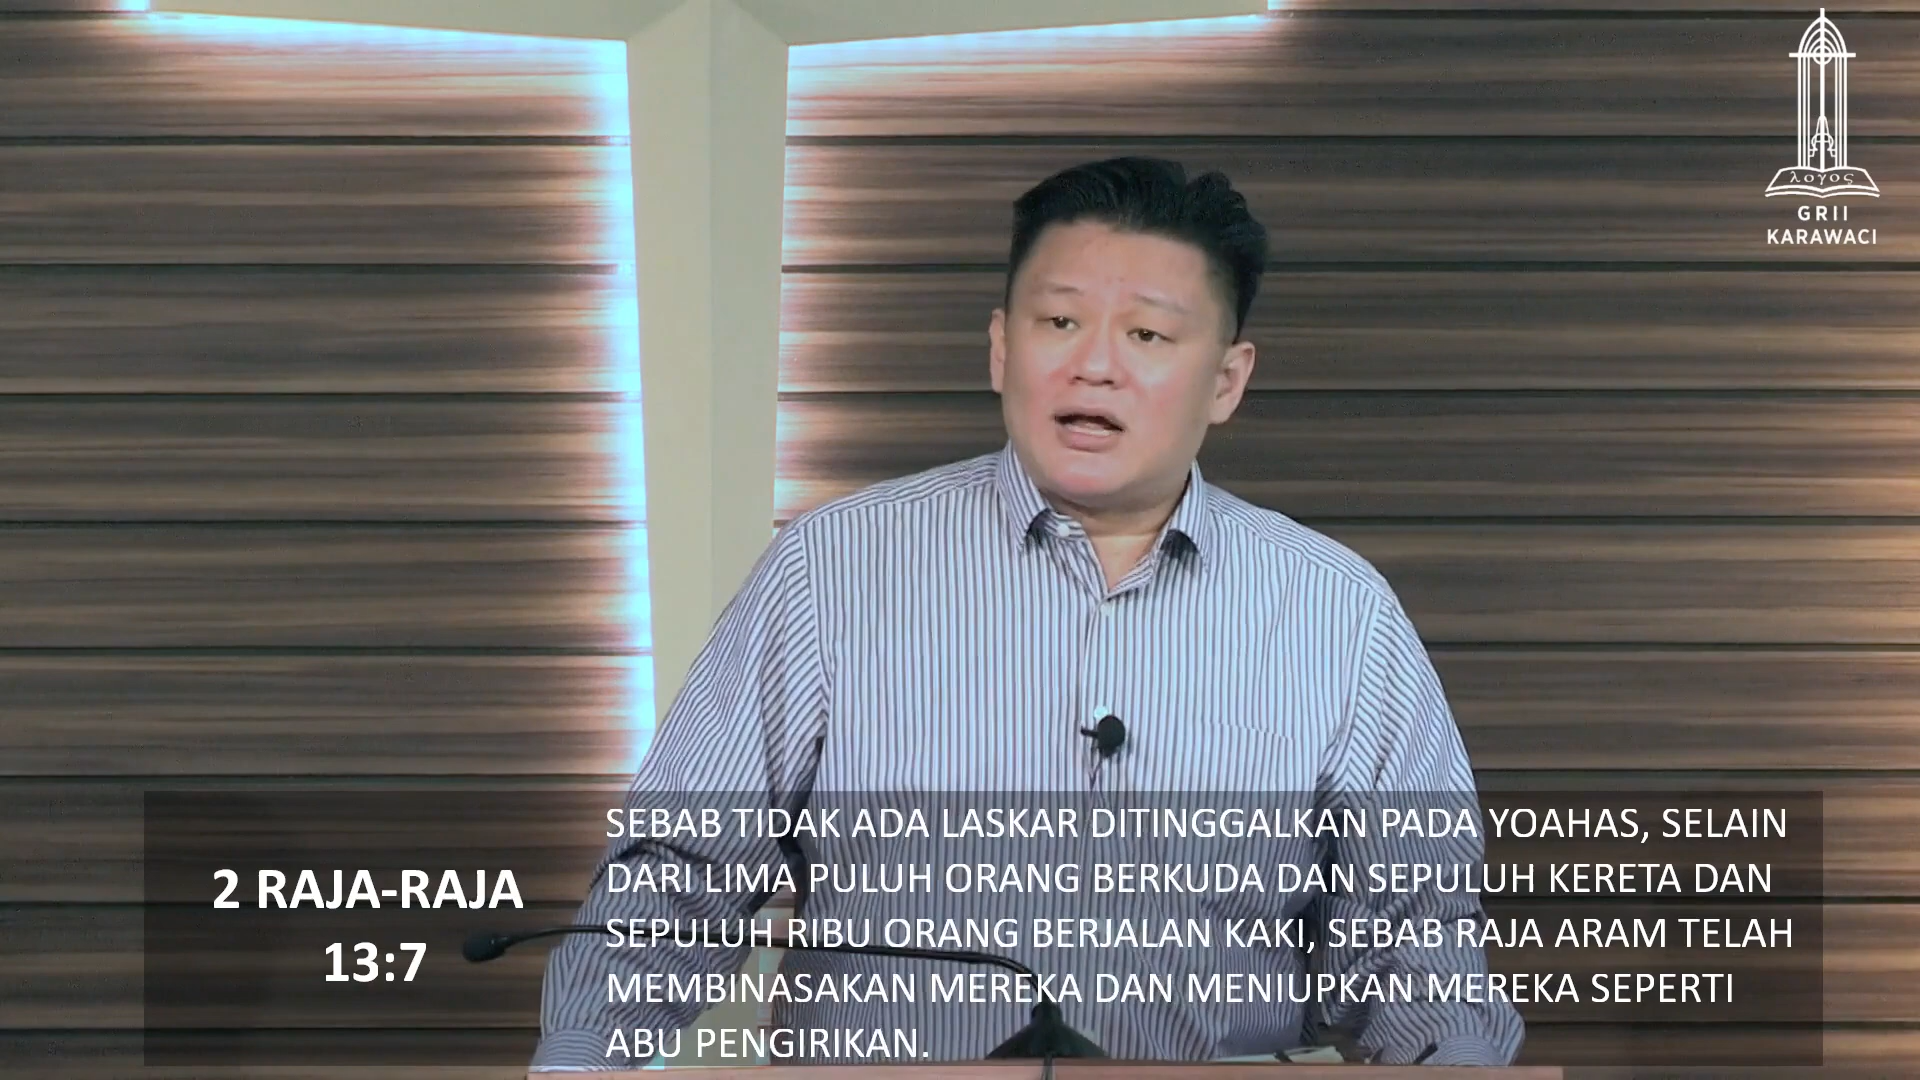 λογος
GRII
KARAWACI
2 RAJA-RAJA
13:7
SEBAB TIDAK ADA LASKAR DITINGGALKAN PADA YOAHAS, SELAIN
DARI LIMA PULUH ORANG BERKUDA DAN SEPULUH KERETA DAN
SEPULUH RIBU ORANG BERJALAN KAKI, SEBAB RAJA ARAM TELAH
MEMBINASAKAN MEREKA DAN MENIUPKAN MEREKA SEPERTI
ABU PENGIRIKAN.